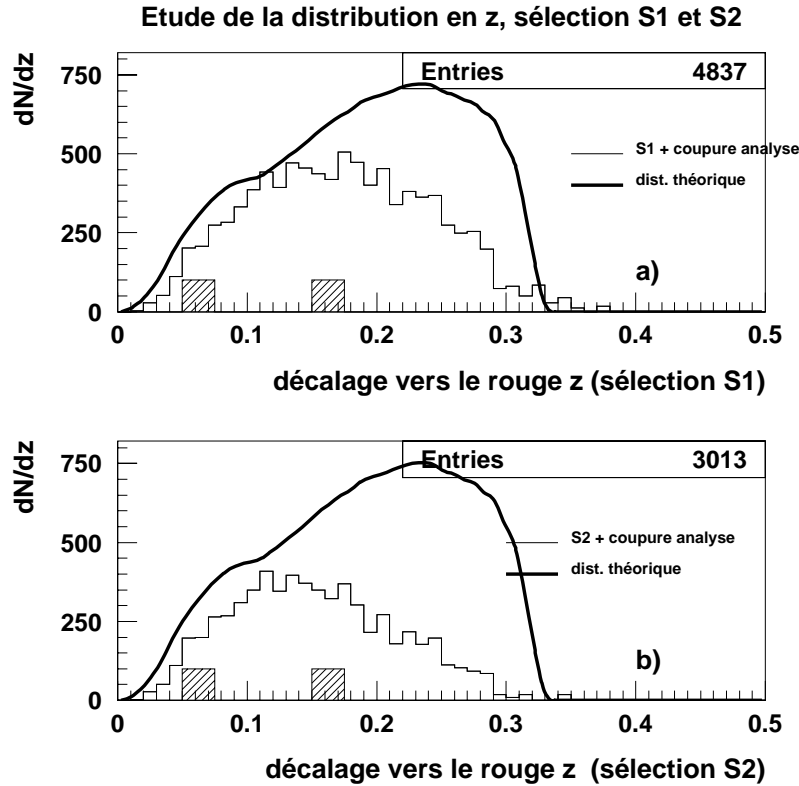 Etude de la distribution en z, sélection S1 et S2
dN/dz
750
500
250
0
Entries 4837
S1 + coupure analyse
dist. théorique
a)
0 0.1 0.2 0.3 0.4 0.5
décalage vers le rouge z (sélection S1)
dN/dz
750
500
250
0
Entries 3013
S2 + coupure analyse
dist. théorique
b)
0 0.1 0.2 0.3 0.4 0.5
décalage vers le rouge z (sélection S2)